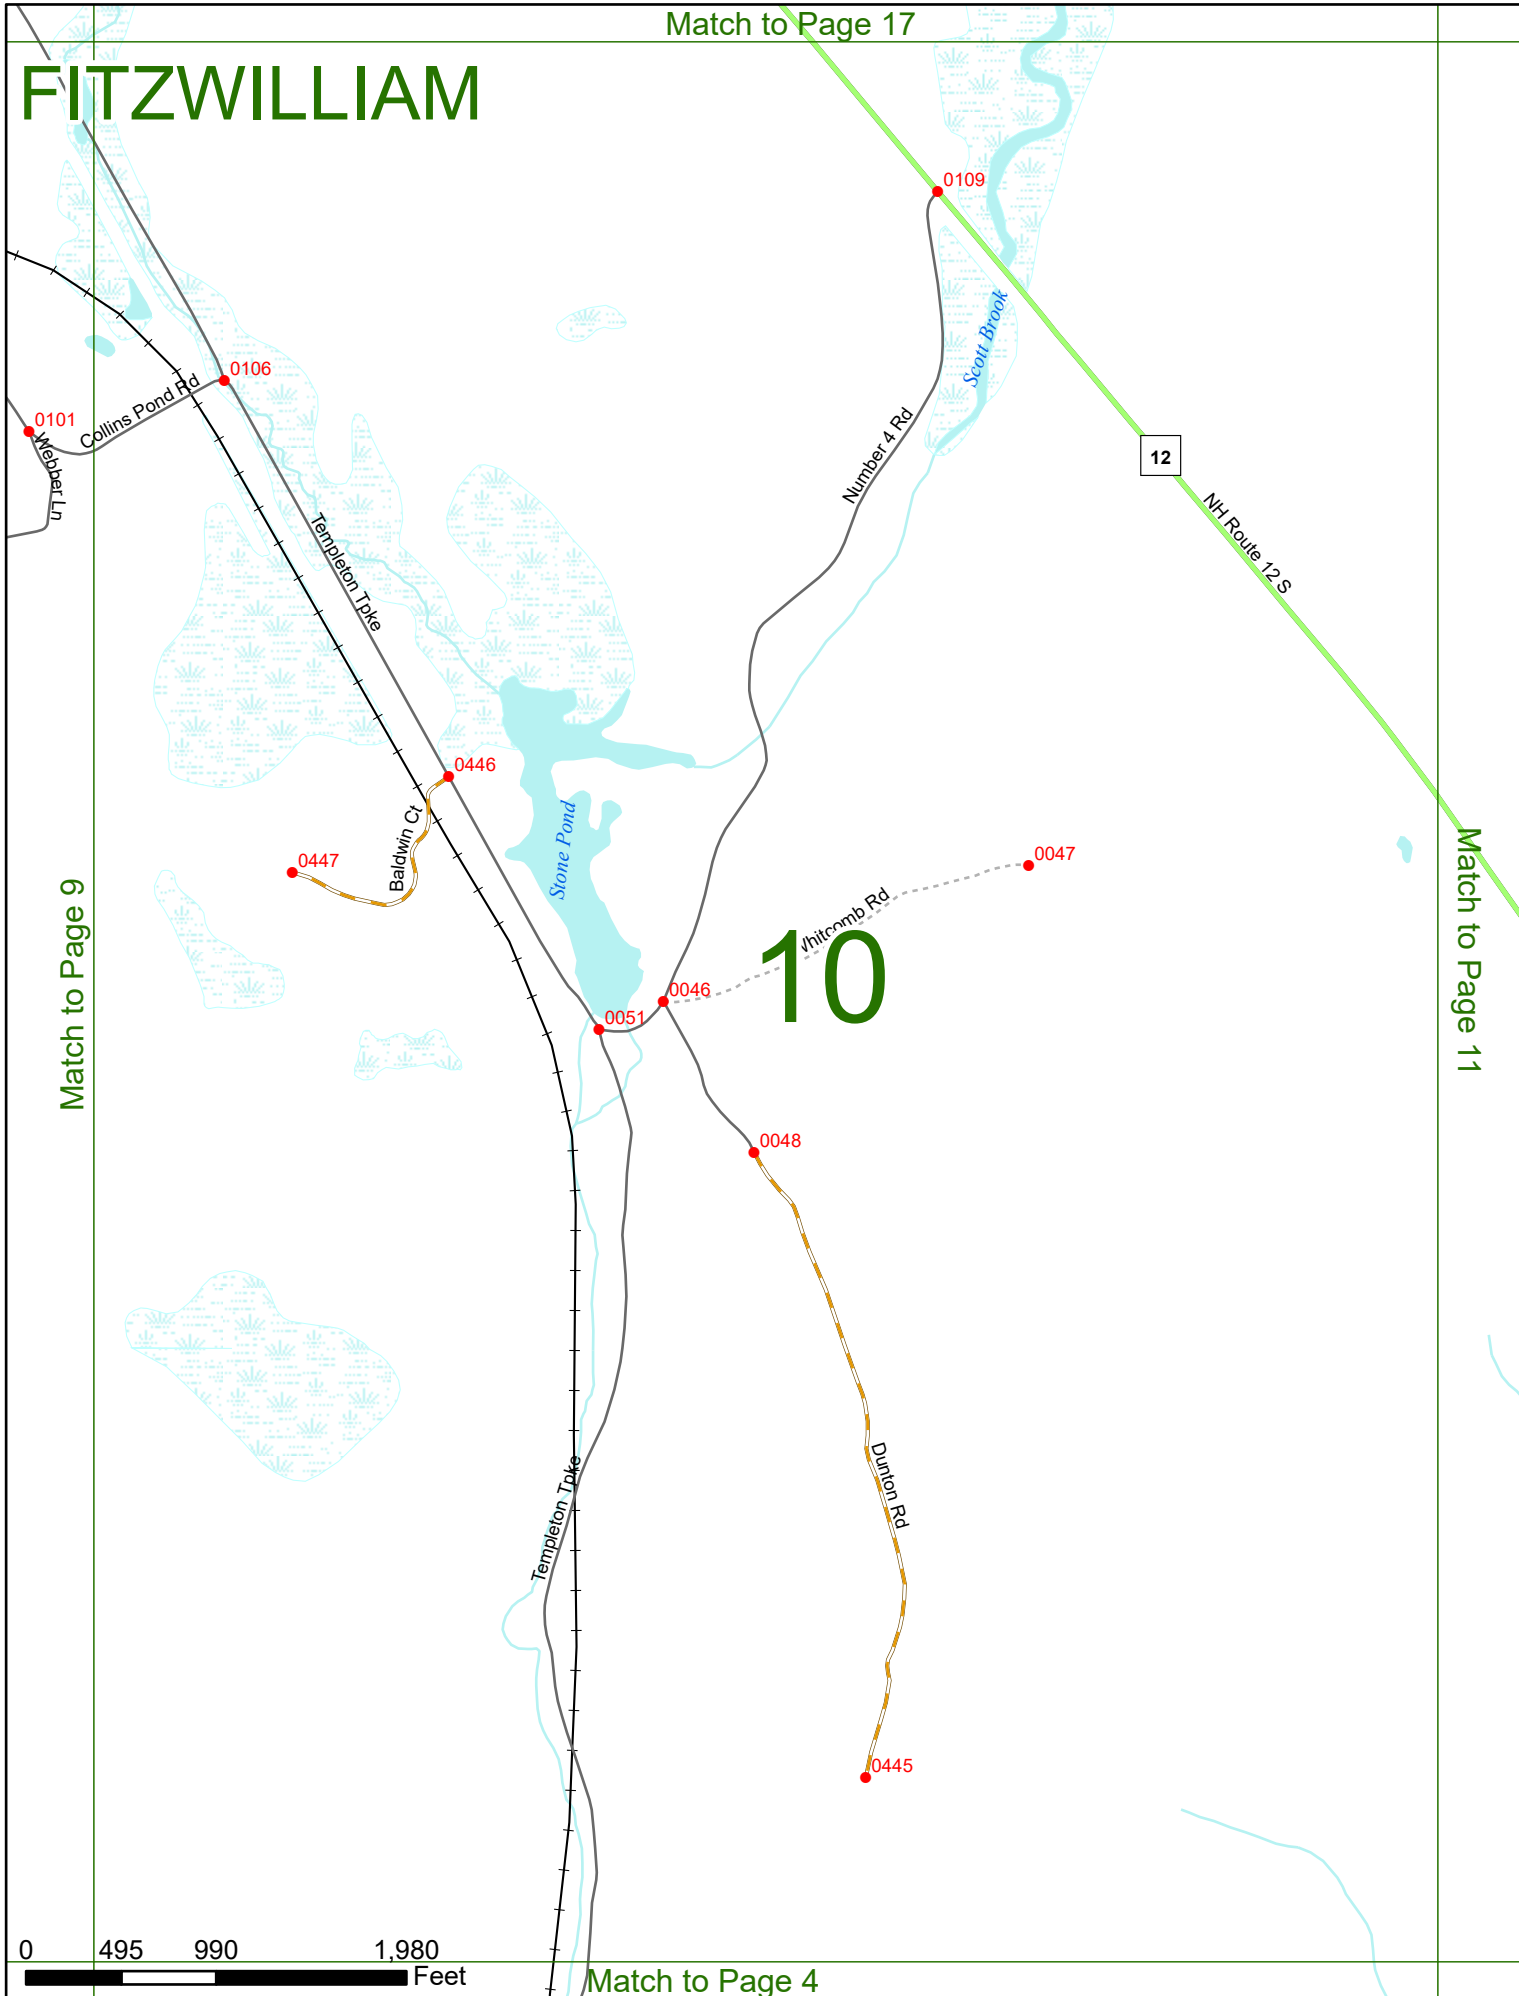 Match to Page 17
FITZWILLIAM
0109
Scott Brook
0106
Collins Pond Rd
0101
Webber Ln
Number 4 Rd
12
NH Route 12 S
Templeton Tpke
0446
Baldwin Ct
0447
Stone Pond
0047
Whitcomb Rd
10
Match to Page 9
Match to Page 11
0046
0051
0048
Dunton Rd
Templeton Tpke
0445
0 495 990 1,980
Feet
Match to Page 4